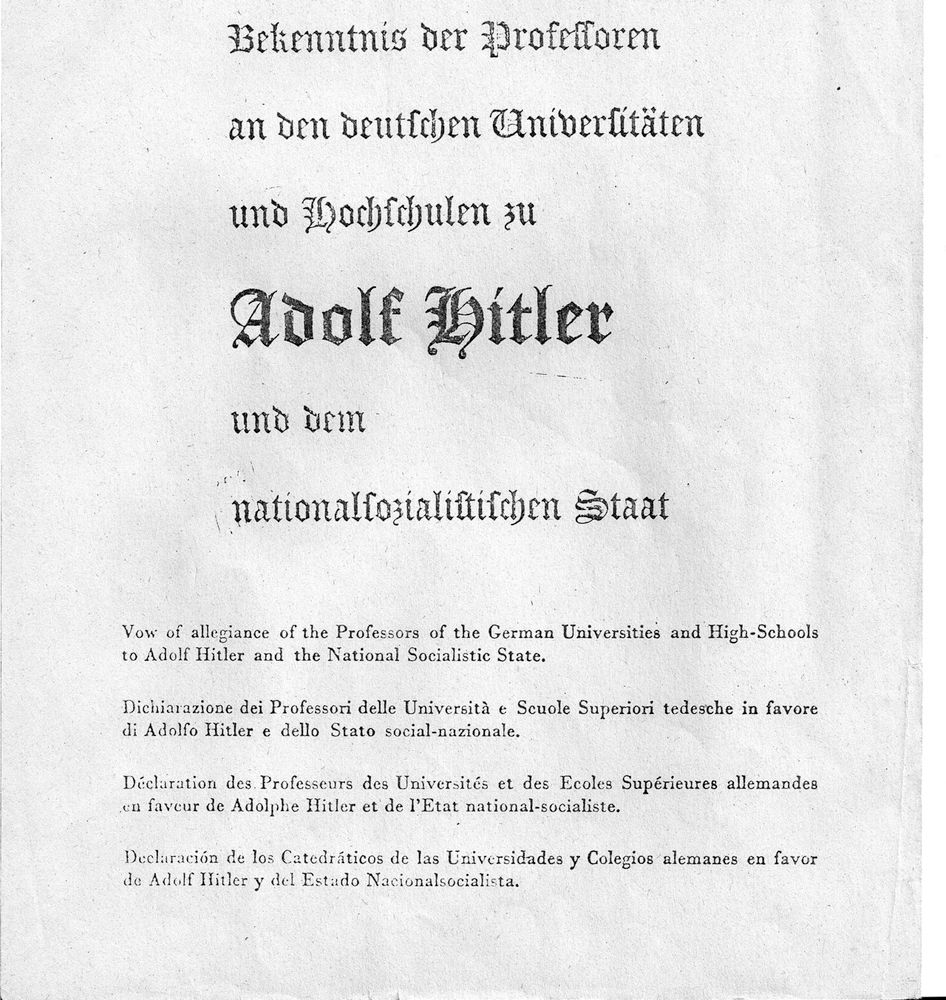 Bekenntnis der Profeſſoren
an den deutſchen Univerſitäten
und Hochſchulen zu
Adolf Hitler
und dem
nationalſozialiſtiſchen Staat
Vow of allegiance of the Professors of the German Universities and High-Schools
to Adolf Hitler and the National Socialistic State.
Dichiarazione dei Professori delle Università e Scuole Superiori tedesche in favore
di Adolfo Hitler e dello Stato social-nazionale.
Déclaration des Professeurs des Universités et des Ecoles Supérieures allemandes
en faveur de Adolphe Hitler et de l'Etat national-socialiste.
Declaración de los Catedráticos de las Universidades y Colegios alemanes en favor
de Adolf Hitler y del Estado Nacionalsocialista.